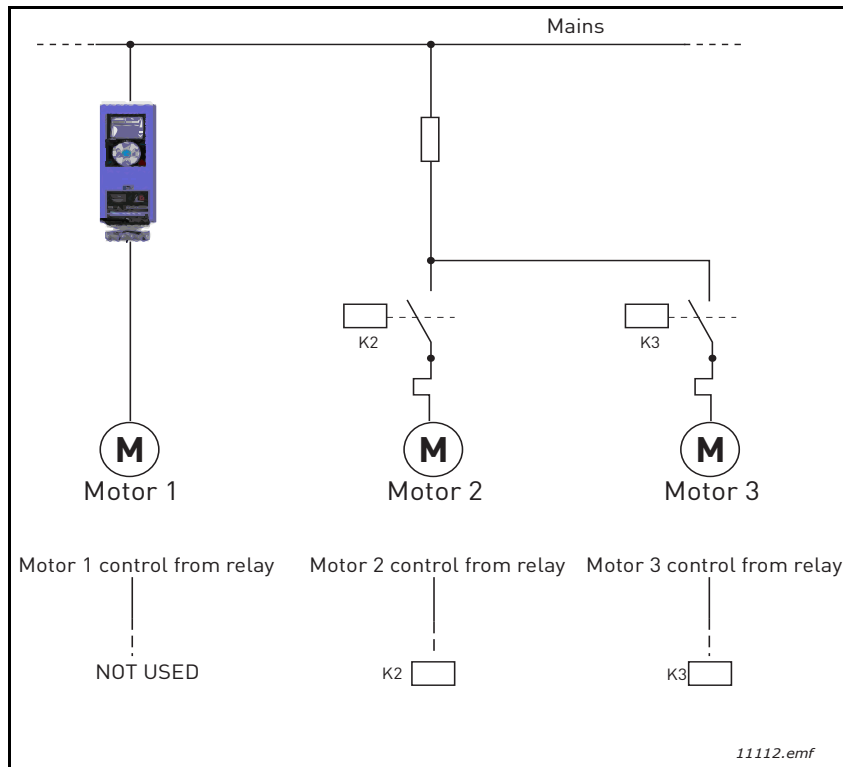 Mains
K2
K3
M
M
M
Motor 1
Motor 2
Motor 3
Motor 1 control from relay
Motor 2 control from relay
Motor 3 control from relay
NOT USED
K2
K3
11112.emf